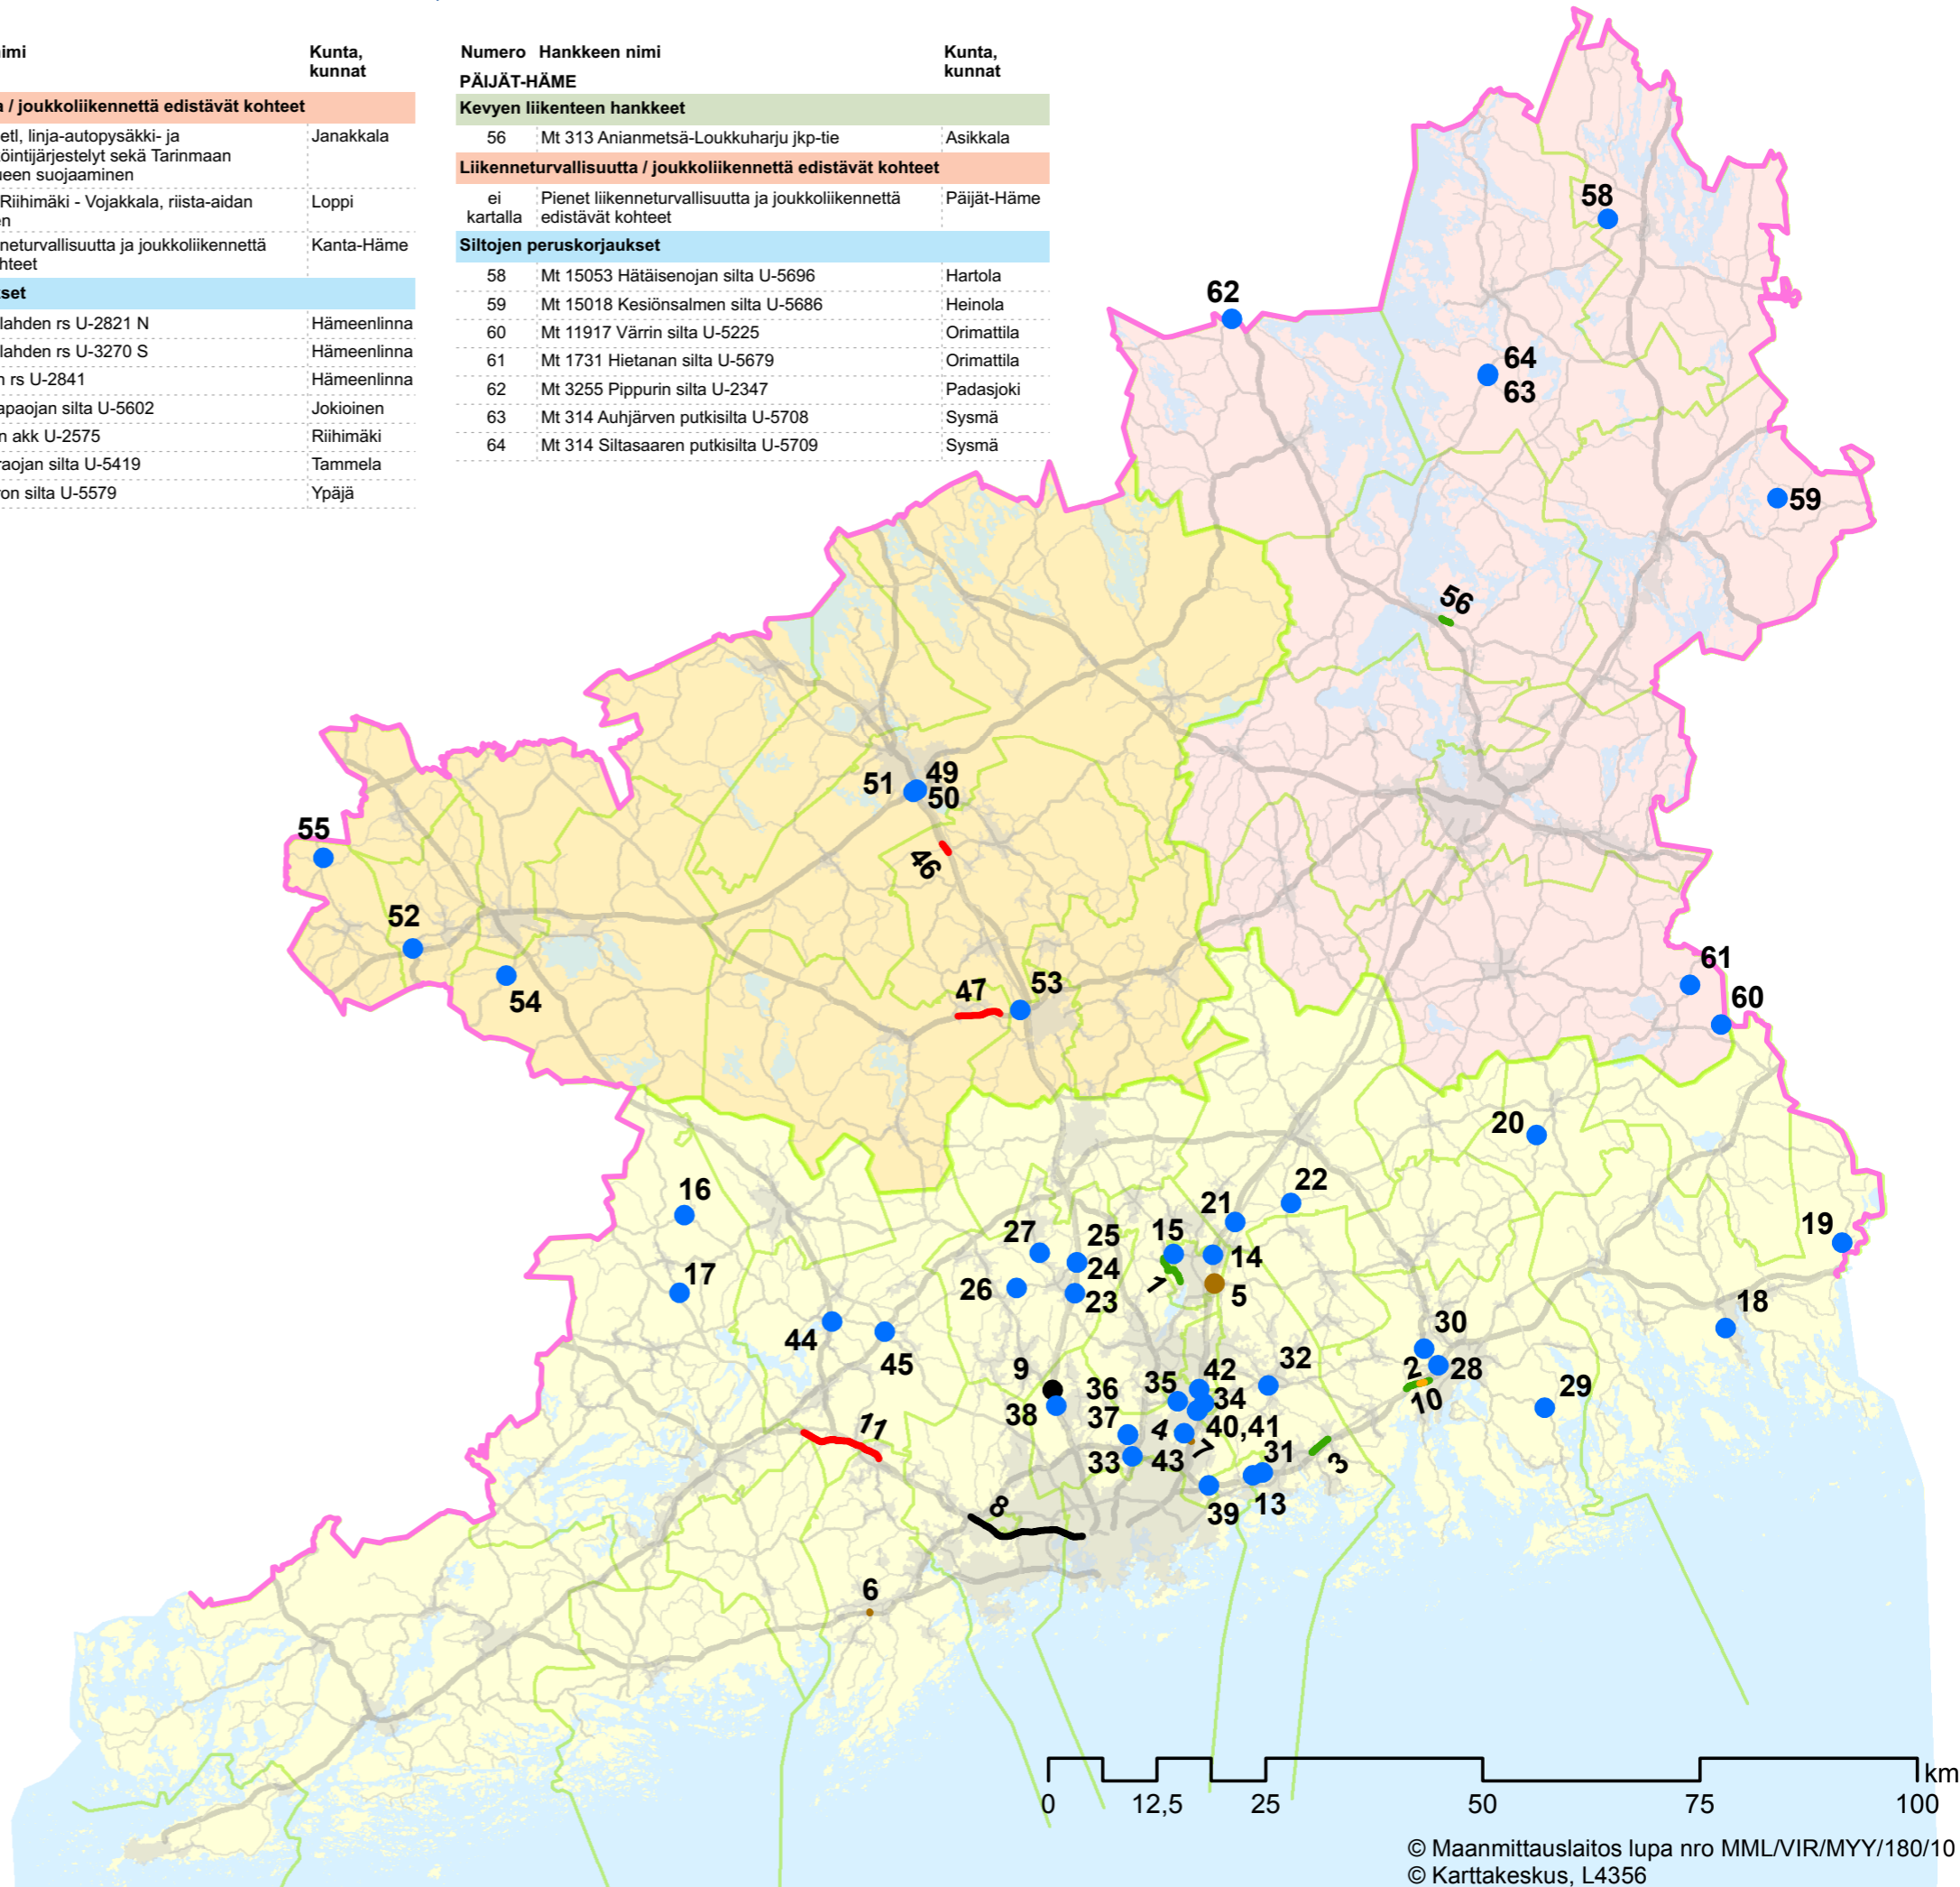 imi Kunta, kunnat
a / joukkoliikennettä edistävät kohteet
etl, linja-autopysäkki- ja
öintijärjestelyt sekä Tarinmaan
ueen suojaaminen Janakkala
Riihimäki - Vojakkala, riista-aidan
en Loppi
neturvallisuutta ja joukkoliikennettä
hteet Kanta-Häme
set
lahden rs U-2821 N Hämeenlinna
lahden rs U-3270 S Hämeenlinna
n rs U-2841 Hämeenlinna
apaojan silta U-5602 Jokioinen
n akk U-2575 Riihimäki
raojan silta U-5419 Tammela
ron silta U-5579 Ypäjä
Numero Hankkeen nimi Kunta, kunnat
PÄIJÄT-HÄME
Kevyen liikenteen hankkeet
56 Mt 313 Anianmetsä-Loukkuharju jkp-tie Asikkala
Liikenneturvallisuutta / joukkoliikennettä edistävät kohteet
ei kartalla Pienet liikenneturvallisuutta ja joukkoliikennettä
edistävät kohteet Päijät-Häme
Siltojen peruskorjaukset
58 Mt 15053 Hätäisenojan silta U-5696 Hartola
59 Mt 15018 Kesiönsalmen silta U-5686 Heinola
60 Mt 11917 Värrin silta U-5225 Orimattila
61 Mt 1731 Hietanan silta U-5679 Orimattila
62 Mt 3255 Pippurin silta U-2347 Padasjoki
63 Mt 314 Auhjärven putkisilta U-5708 Sysmä
64 Mt 314 Siltasaaren putkisilta U-5709 Sysmä
58
62
64
63
59
56
51
49
50
46
55
52
54
47
53
61
60
20
16
17
22
21
27
25
24
26
23
15
14
1
5
19
18
44
45
30
2
28
10
29
9
36
35
42
32
34
38
37
4
40,41
7
33
43
31
3
13
39
11
8
6
0 12,5 25 50 75 100 km
© Maanmittauslaitos lupa nro MML/VIR/MYY/180/10
© Karttakeskus, L4356